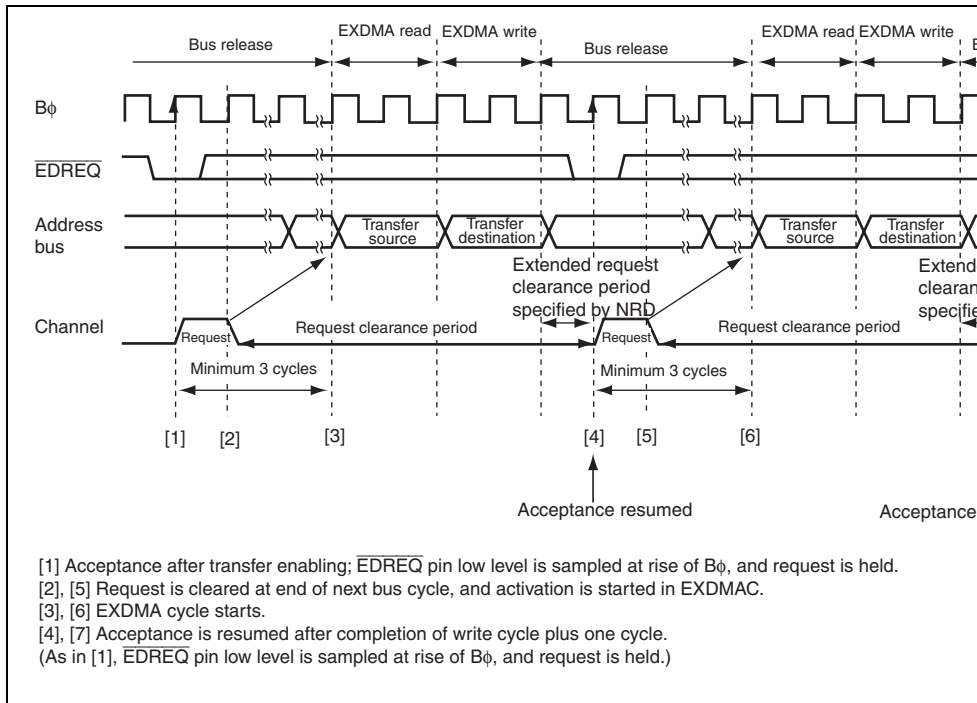 Bus release
EXDMA read
EXDMA write
Bus release
EXDMA read
EXDMA write
Bφ
EDREQ
Address
bus
Transfer
source
Transfer
destination
Transfer
source
Transfer
destination
Extended request
clearance period
specified by NRD
Channel
Request
Request clearance period
Request
Request clearance period
Minimum 3 cycles
Minimum 3 cycles
[1]
[2]
[3]
[4]
[5]
[6]
Acceptance resumed
Acceptance
[1] Acceptance after transfer enabling; EDREQ pin low level is sampled at rise of Bφ, and request is held.
[2], [5] Request is cleared at end of next bus cycle, and activation is started in EXDMAC.
[3], [6] EXDMA cycle starts.
[4], [7] Acceptance is resumed after completion of write cycle plus one cycle.
(As in [1], EDREQ pin low level is sampled at rise of Bφ, and request is held.)